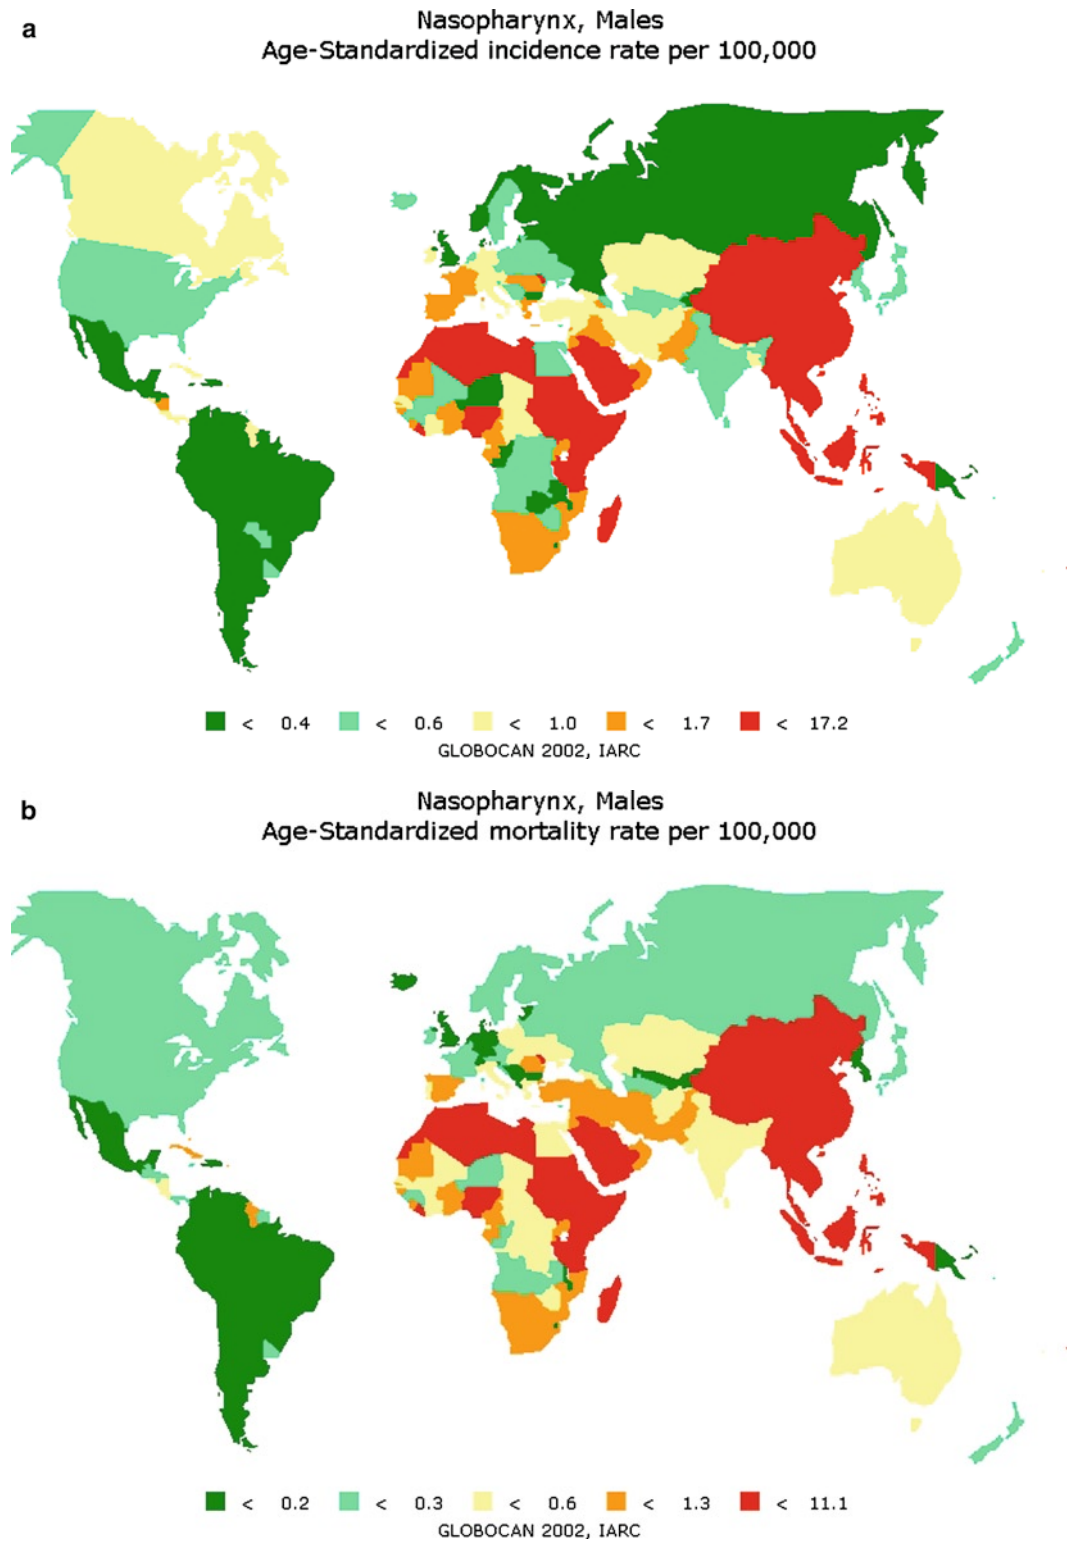 a
Nasopharynx, Males
Age-Standardized incidence rate per 100,000
< 0.4 < 0.6 < 1.0 < 1.7 < 17.2
GLOBOCAN 2002, IARC
b
Nasopharynx, Males
Age-Standardized mortality rate per 100,000
< 0.2 < 0.3 < 0.6 < 1.3 < 11.1
GLOBOCAN 2002, IARC